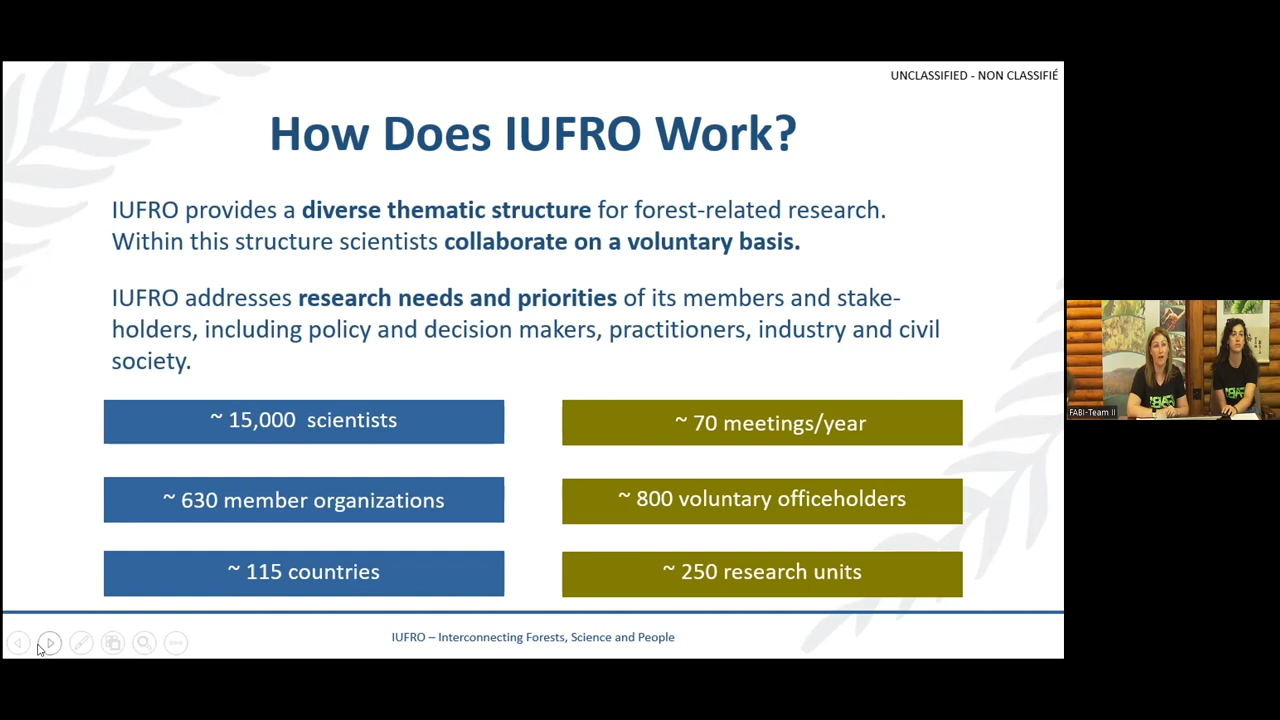 UNCLASSIFIED - NON CLASSIFIÉ
How Does IUFRO Work?
IUFRO provides a diverse thematic structure for forest-related research.
Within this structure scientists collaborate on a voluntary basis.
IUFRO addresses research needs and priorities of its members and stake-
holders, including policy and decision makers, practitioners, industry and civil
society.
~ 15,000 scientists
~ 70 meetings/year
~ 630 member organizations
~ 800 voluntary officeholders
~ 115 countries
~ 250 research units
IUFRO – Interconnecting Forests, Science and People
FABI-Team II